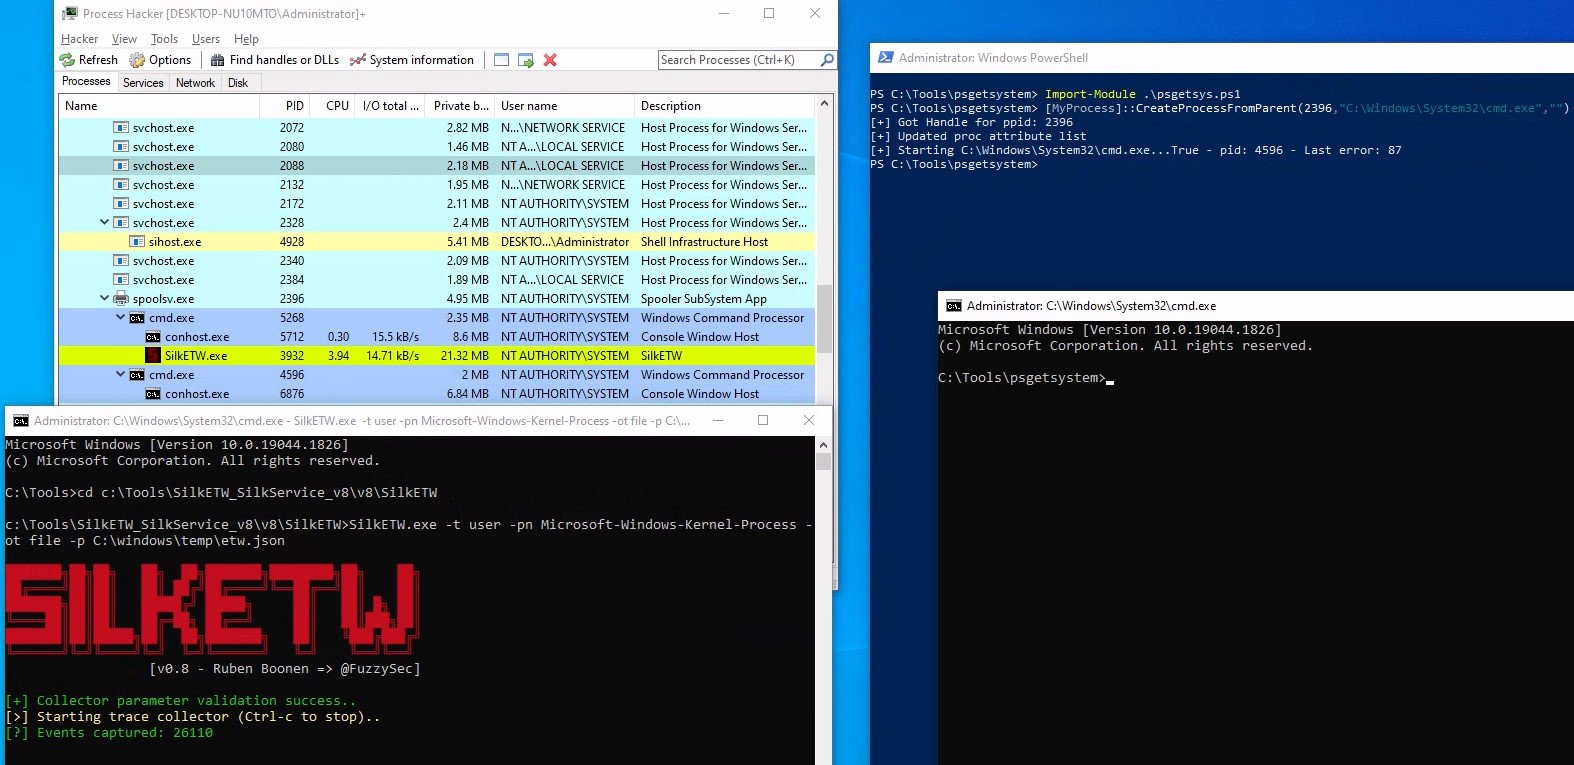 Process Hacker [DESKTOP-NU10MTO\Administrator]+
Hacker View Tools Users Help
Refresh Options Find handles or DLLs System information Search Processes (Ctrl+K)
Processes Services Network Disk
Name PID CPU I/O total ... Private b... User name Description
svchost.exe 2072 2.82 MB N...\NETWORK SERVICE Host Process for Windows Ser...
svchost.exe 2080 1.46 MB NT A...\LOCAL SERVICE Host Process for Windows Ser...
svchost.exe 2088 2.18 MB NT A...\LOCAL SERVICE Host Process for Windows Ser...
svchost.exe 2132 1.95 MB N...\NETWORK SERVICE Host Process for Windows Ser...
svchost.exe 2172 2.11 MB NT AUTHORITY\SYSTEM Host Process for Windows Ser...
svchost.exe 2328 2.4 MB NT AUTHORITY\SYSTEM Host Process for Windows Ser...
sihost.exe 4928 5.41 MB DESKTO...\Administrator Shell Infrastructure Host
svchost.exe 2340 2.09 MB NT AUTHORITY\SYSTEM Host Process for Windows Ser...
svchost.exe 2384 1.89 MB NT A...\LOCAL SERVICE Host Process for Windows Ser...
spoolsv.exe 2396 4.95 MB NT AUTHORITY\SYSTEM Spooler SubSystem App
cmd.exe 5268 2.35 MB NT AUTHORITY\SYSTEM Windows Command Processor
conhost.exe 5712 0.30 15.5 kB/s 8.6 MB NT AUTHORITY\SYSTEM Console Window Host
SilkETW.exe 3932 3.94 14.71 kB/s 21.32 MB NT AUTHORITY\SYSTEM SilkETW
cmd.exe 4596 2 MB NT AUTHORITY\SYSTEM Windows Command Processor
conhost.exe 6876 6.84 MB NT AUTHORITY\SYSTEM Console Window Host
Administrator: C:\Windows\System32\cmd.exe - SilkETW.exe -t user -pn Microsoft-Windows-Kernel-Process -ot file -p C:\...
Microsoft Windows [Version 10.0.19044.1826]
(c) Microsoft Corporation. All rights reserved.
C:\Tools>cd c:\Tools\SilkETW_SilkService_v8\v8\SilkETW
c:\Tools\SilkETW_SilkService_v8\v8\SilkETW>SilkETW.exe -t user -pn Microsoft-Windows-Kernel-Process -
ot file -p C:\windows\temp\etw.json
SILKETW
[v0.8 - Ruben Boonen => @FuzzySec]
[+] Collector parameter validation success..
[>] Starting trace collector (Ctrl-c to stop)..
[?] Events captured: 26110
Administrator: Windows PowerShell
PS C:\Tools\psgetsystem> Import-Module .\psgetsys.ps1
PS C:\Tools\psgetsystem> [MyProcess]::CreateProcessFromParent(2396,"C:\Windows\System32\cmd.exe","")
[+] Got Handle for ppid: 2396
[+] Updated proc attribute list
[+] Starting C:\Windows\System32\cmd.exe...True - pid: 4596 - Last error: 87
PS C:\Tools\psgetsystem>
Administrator: C:\Windows\System32\cmd.exe
Microsoft Windows [Version 10.0.19044.1826]
(c) Microsoft Corporation. All rights reserved.
C:\Tools\psgetsystem>